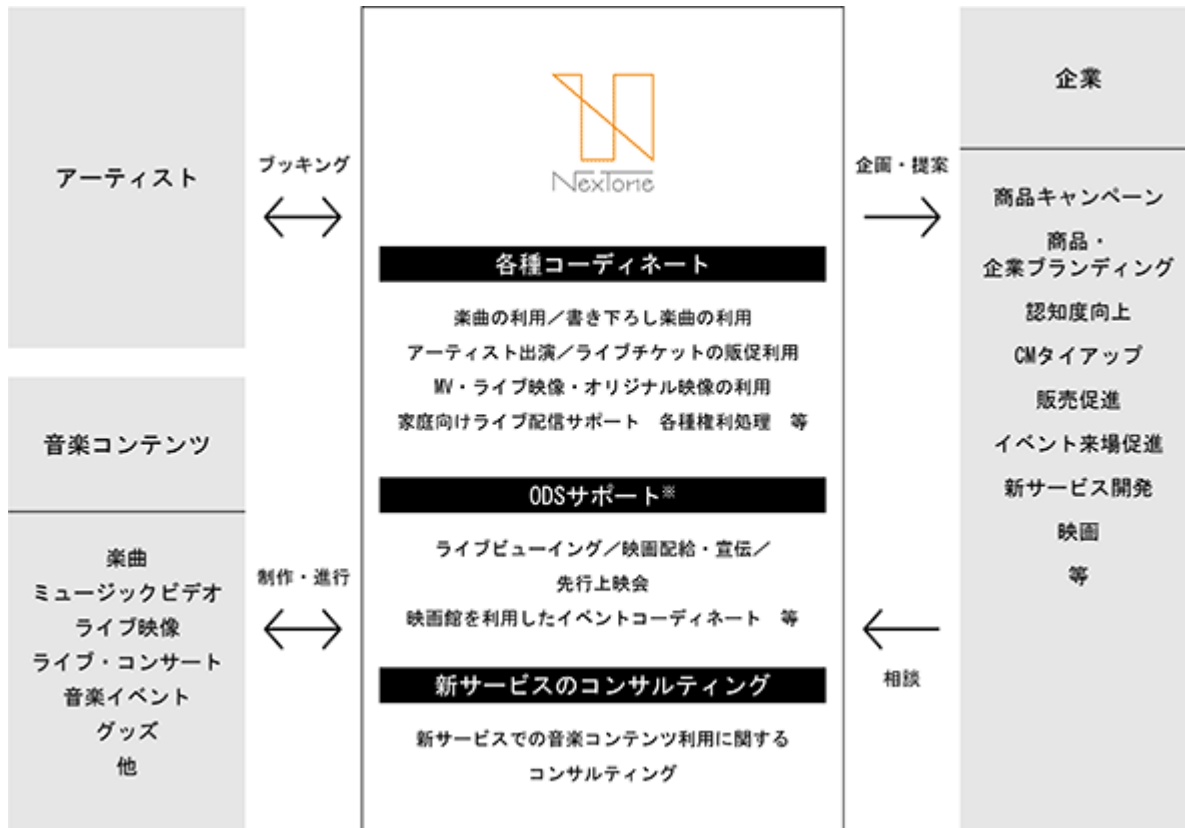 アーティスト
音楽コンテンツ
楽曲
ミュージックビデオ
ライブ映像
ライブ・コンサート
音楽イベント
グッズ
他
ブッキング
制作・進行
NexTone
各種コーディネート
楽曲の利用／書き下ろし楽曲の利用
アーティスト出演／ライブチケットの販促利用
MV・ライブ映像・オリジナル映像の利用
家庭向けライブ配信サポート　各種権利処理　等
ODSサポート※
ライブビューイング／映画配給・宣伝／
先行上映会
映画館を利用したイベントコーディネート　等
新サービスのコンサルティング
新サービスでの音楽コンテンツ利用に関する
コンサルティング
企画・提案
相談
企業
商品キャンペーン
商品・
企業ブランディング
認知度向上
CMタイアップ
販売促進
イベント来場促進
新サービス開発
映画
等